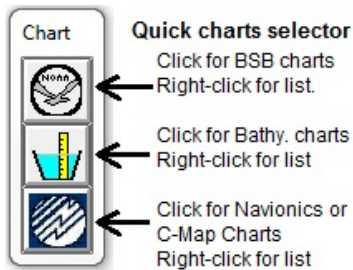 Chart
Quick charts selector
Click for BSB charts
Right-click for list.
NOAA
Click for Bathy. charts
Right-click for list
Click for Navionics or
C-Map Charts
Right-click for list